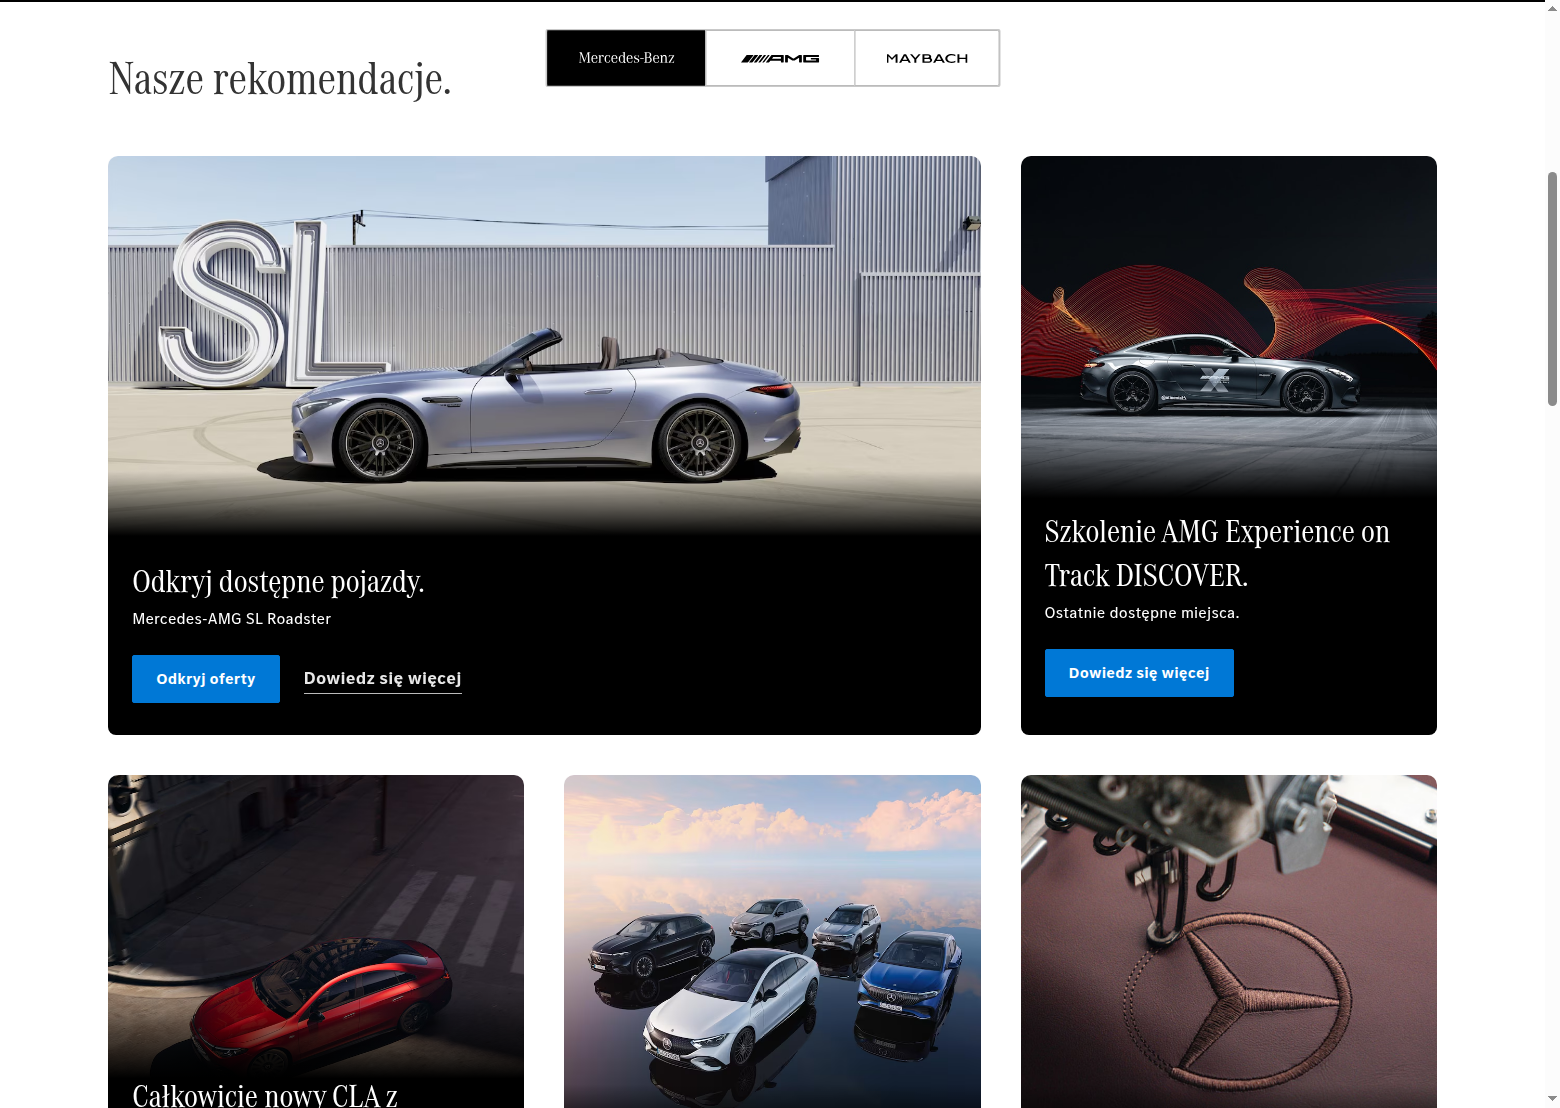 Nasze rekomendacje.
Mercedes-Benz
AMG
MAYBACH
SL
Odkryj dostępne pojazdy.
Mercedes-AMG SL Roadster
Odkryj oferty
Dowiedz się więcej
Szkolenie AMG Experience on
Track DISCOVER.
Ostatnie dostępne miejsca.
Dowiedz się więcej
Całkowicie nowy CLA z